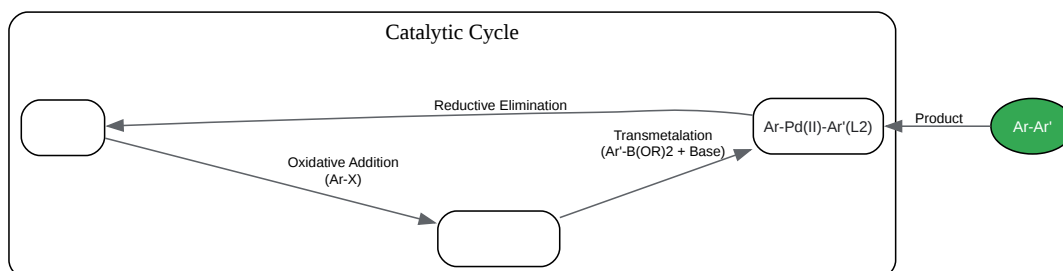 Catalytic Cycle
Reductive Elimination
Ar-Pd(II)-Ar'(L2)
Product
Ar-Ar'
Transmetalation
(Ar'-B(OR)2 + Base)
Oxidative Addition
(Ar-X)